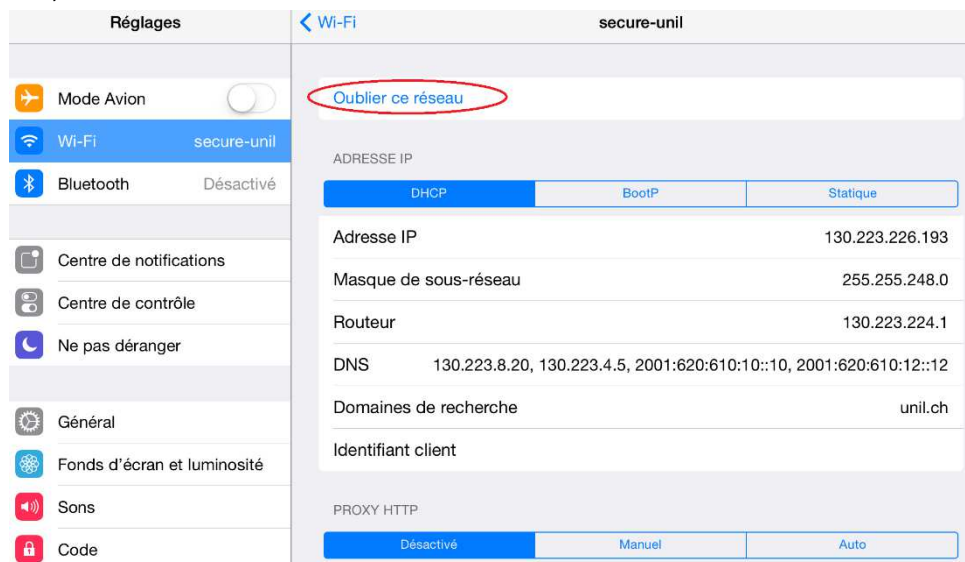 Réglages
Wi-Fi
secure-unil
Mode Avion
Oublier ce réseau
Wi-Fi secure-unil
ADRESSE IP
Bluetooth Désactivé
DHCP BootP Statique
Adresse IP 130.223.226.193
Centre de notifications
Masque de sous-réseau 255.255.248.0
Centre de contrôle
Routeur 130.223.224.1
Ne pas déranger
DNS 130.223.8.20, 130.223.4.5, 2001:620:610:10::10, 2001:620:610:12::12
Domaines de recherche unil.ch
Général
Identifiant client
Fonds d'écran et luminosité
Sons
PROXY HTTP
Désactivé Manuel Auto
Code